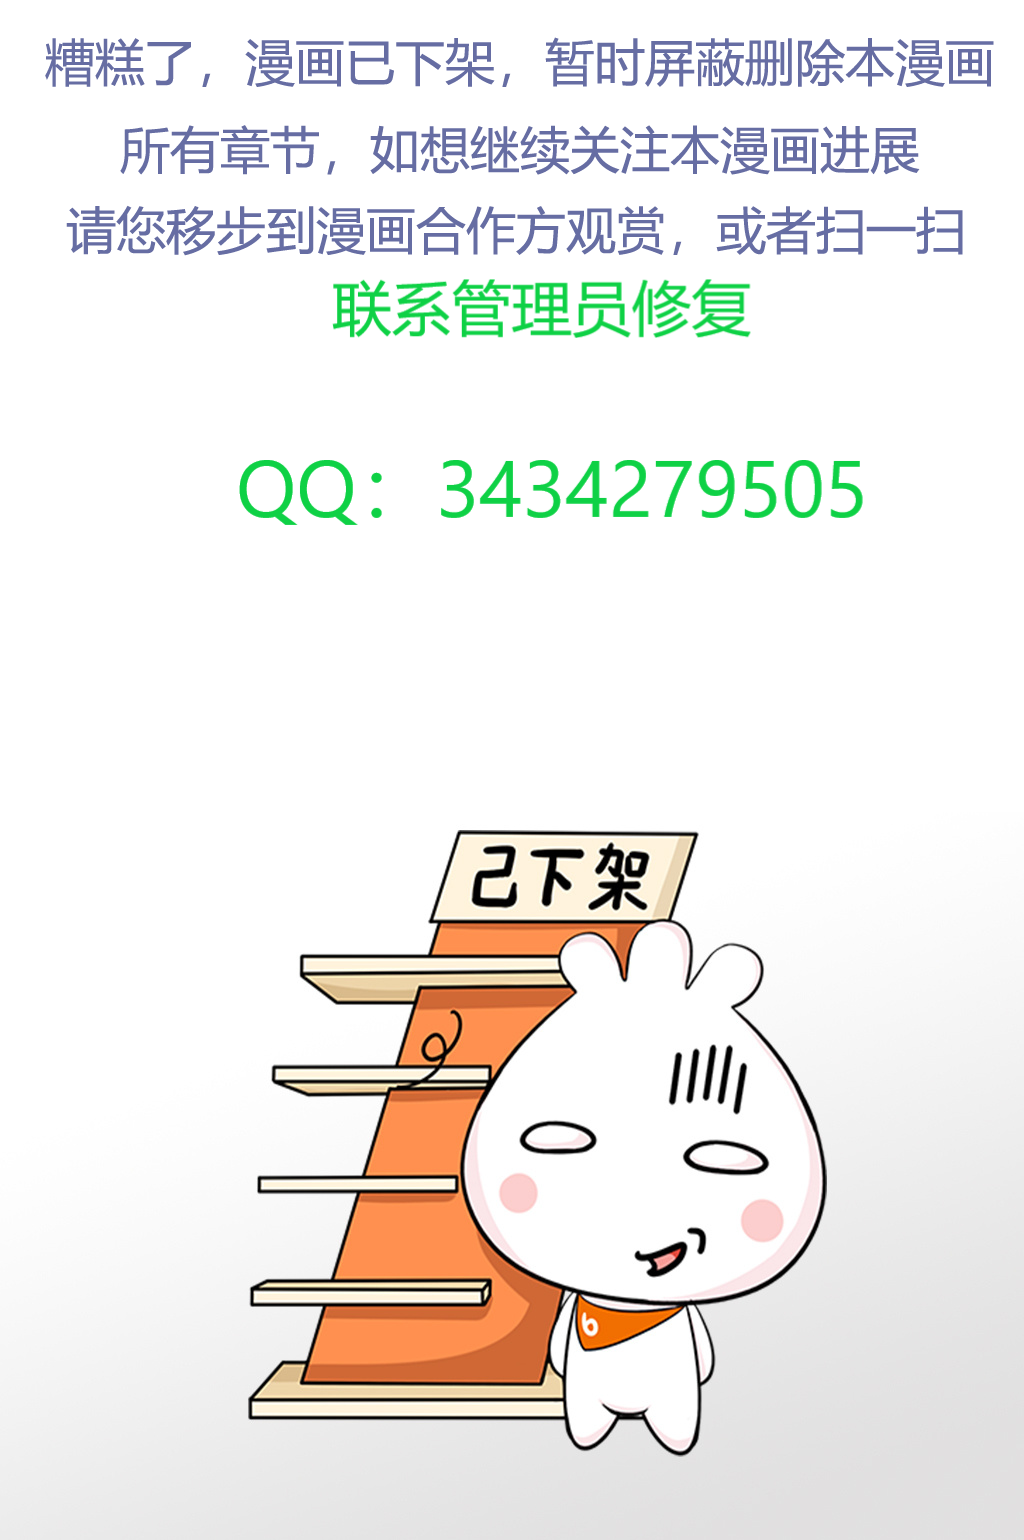 糟糕了，漫画已下架，暂时屏蔽删除本漫画
所有章节，如想继续关注本漫画进展
请您移步到漫画合作方观赏，或者扫一扫
联系管理员修复
QQ：3434279505
己下架
6